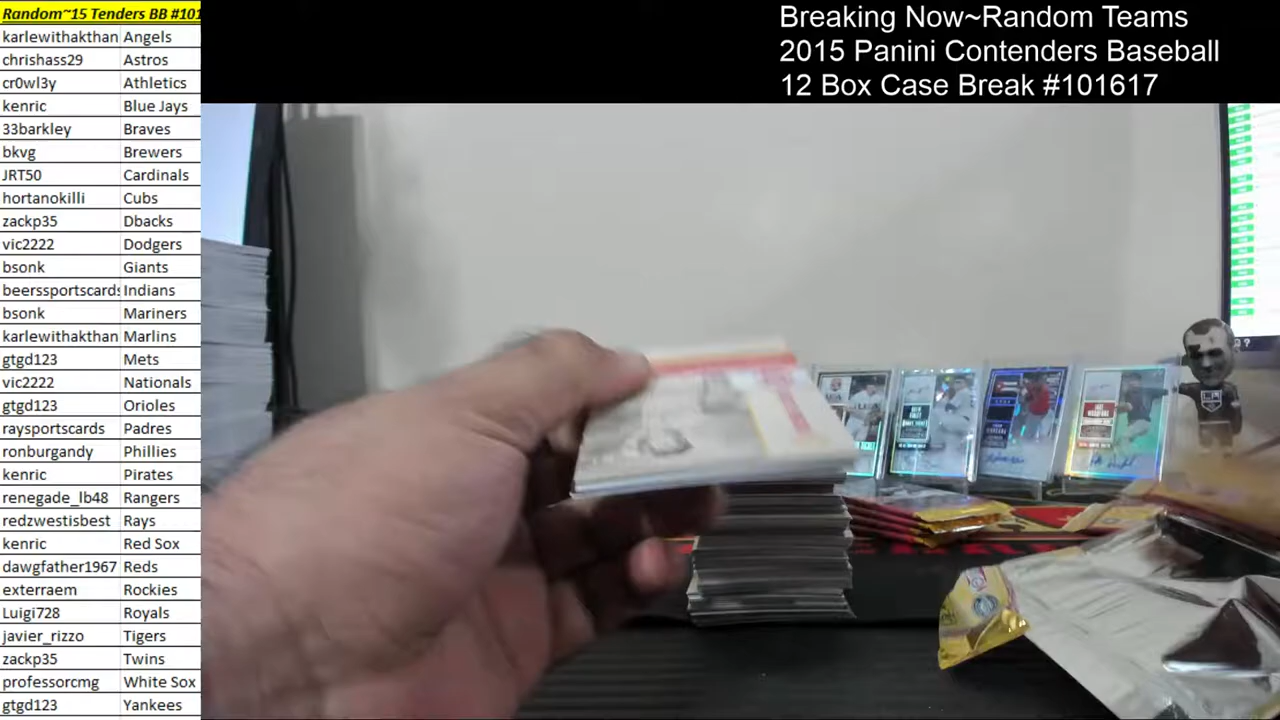 Random~15 Tenders BB #101
karlewithakthan Angels
chrishass29 Astros
cr0wl3y Athletics
kenric Blue Jays
33barkley Braves
bkvg Brewers
JRT50 Cardinals
hortanokilli Cubs
zackp35 Dbacks
vic2222 Dodgers
bsonk Giants
beerssportscards Indians
bsonk Mariners
karlewithakthan Marlins
gtgd123 Mets
vic2222 Nationals
gtgd123 Orioles
raysportscards Padres
ronburgandy Phillies
kenric Pirates
renegade_lb48 Rangers
redzwestisbest Rays
kenric Red Sox
dawgfather1967 Reds
exterraem Rockies
Luigi728 Royals
javier_rizzo Tigers
zackp35 Twins
professorcmg White Sox
gtgd123 Yankees
Breaking Now~Random Teams
2015 Panini Contenders Baseball
12 Box Case Break #101617